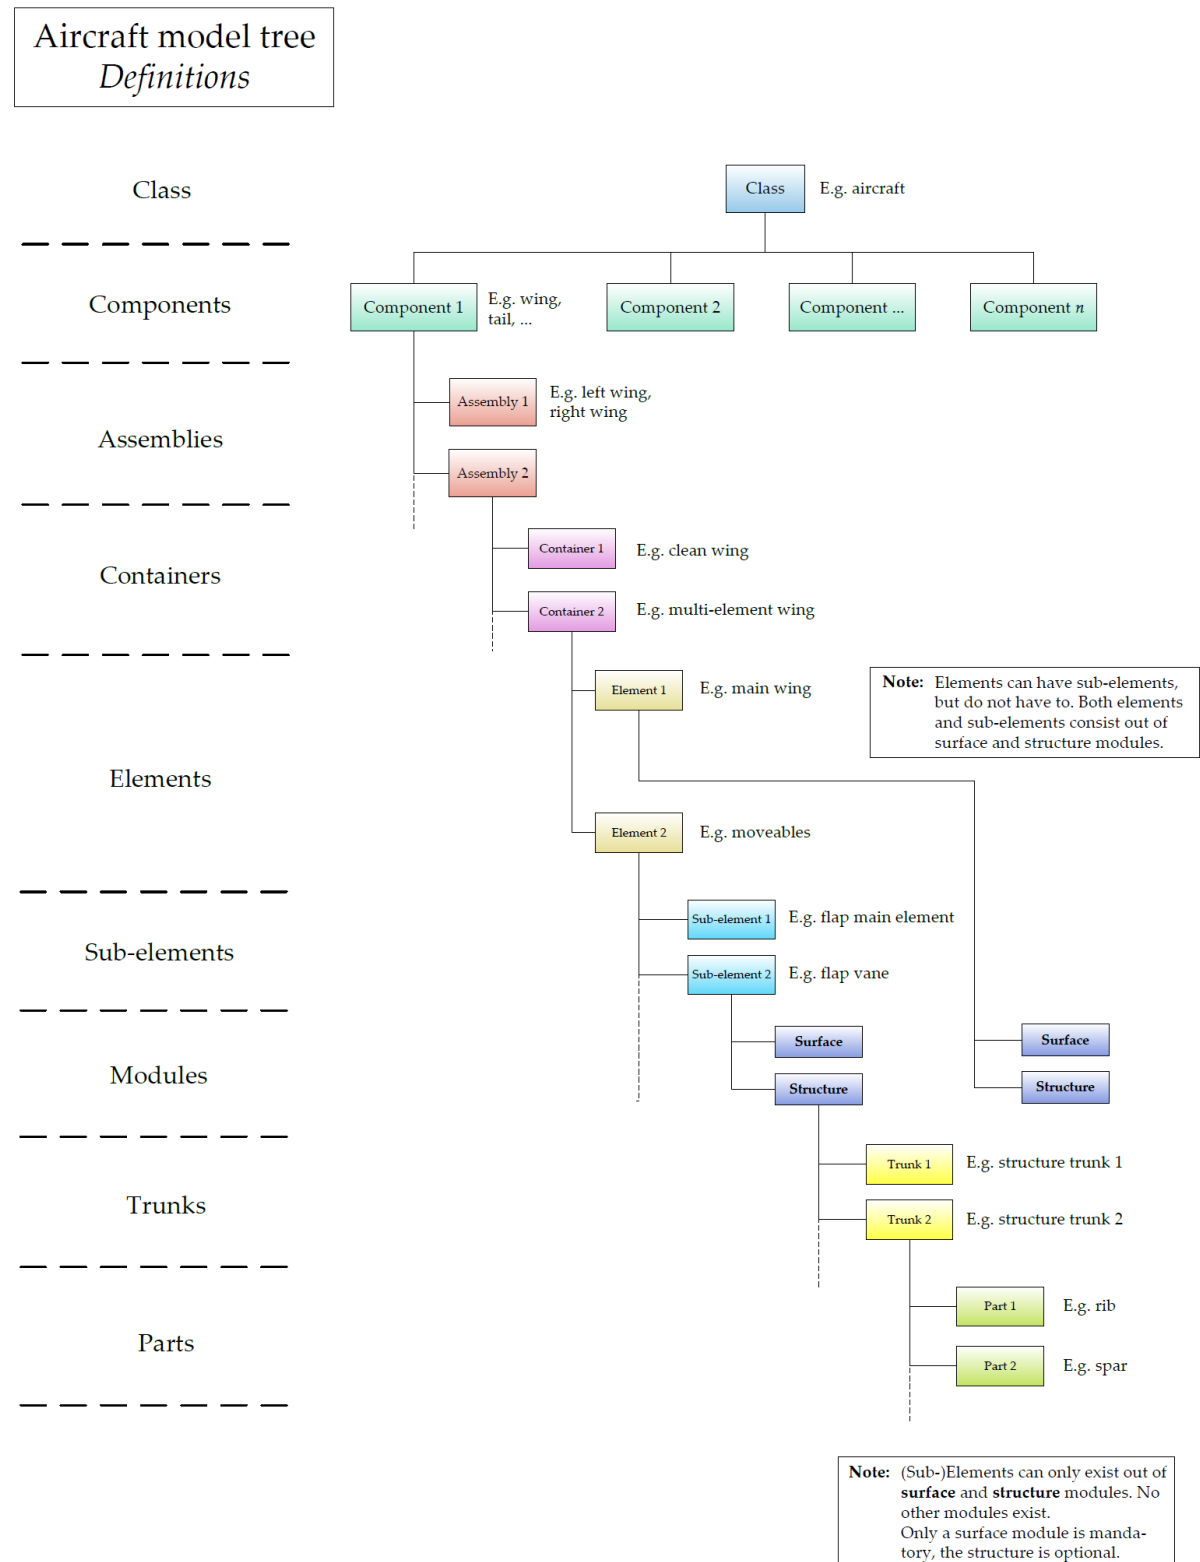 Aircraft model tree
Definitions
Class
Class
E.g. aircraft
Components
Component 1
E.g. wing,
tail, ...
Component 2
Component ...
Component n
Assemblies
Assembly 1
E.g. left wing,
right wing
Assembly 2
Containers
Container 1
E.g. clean wing
Container 2
E.g. multi-element wing
Elements
Element 1
E.g. main wing
Note: Elements can have sub-elements,
but do not have to. Both elements
and sub-elements consist out of
surface and structure modules.
Element 2
E.g. moveables
Sub-elements
Sub-element 1
E.g. flap main element
Sub-element 2
E.g. flap vane
Modules
Surface
Structure
Surface
Structure
Trunks
Trunk 1
E.g. structure trunk 1
Trunk 2
E.g. structure trunk 2
Parts
Part 1
E.g. rib
Part 2
E.g. spar
Note: (Sub-)Elements can only exist out of
surface and structure modules. No
other modules exist.
Only a surface module is manda-
tory, the structure is optional.